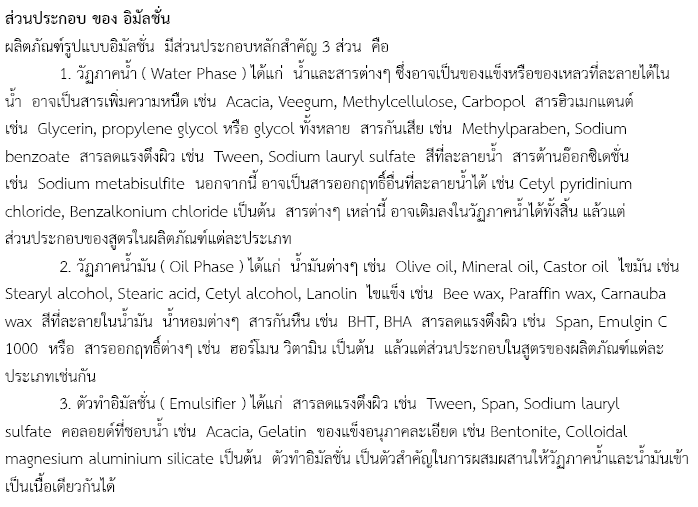 ส่วนประกอบ ของ อิมัลชั่น
ผลิตภัณฑ์รูปแบบอิมัลชั่น มีส่วนประกอบหลักสำคัญ 3 ส่วน คือ
1. วัฏภาคน้ำ ( Water Phase ) ได้แก่ น้ำและสารต่างๆ ซึ่งอาจเป็นของแข็งหรือของเหลวที่ละลายได้ใน
น้ำ อาจเป็นสารเพิ่มความหนืด เช่น Acacia, Veegum, Methylcellulose, Carbopol สารฮิวเมกแตนต์
เช่น Glycerin, propylene glycol หรือ glycol ทั้งหลาย สารกันเสีย เช่น Methylparaben, Sodium
benzoate สารลดแรงตึงผิว เช่น Tween, Sodium lauryl sulfate สีที่ละลายน้ำ สารต้านอ๊อกซิเดชั่น
เช่น Sodium metabisulfite นอกจากนี้ อาจเป็นสารออกฤทธิ์อื่นที่ละลายน้ำได้ เช่น Cetyl pyridinium
chloride, Benzalkonium chloride เป็นต้น สารต่างๆ เหล่านี้ อาจเติมลงในวัฏภาคน้ำได้ทั้งสิ้น แล้วแต่
ส่วนประกอบของสูตรในผลิตภัณฑ์แต่ละประเภท
2. วัฏภาคน้ำมัน ( Oil Phase ) ได้แก่ น้ำมันต่างๆ เช่น Olive oil, Mineral oil, Castor oil ไขมัน เช่น
Stearyl alcohol, Stearic acid, Cetyl alcohol, Lanolin ไขแข็ง เช่น Bee wax, Paraffin wax, Carnauba
wax สีที่ละลายในน้ำมัน น้ำหอมต่างๆ สารกันหืน เช่น BHT, BHA สารลดแรงตึงผิว เช่น Span, Emulgin C
1000 หรือ สารออกฤทธิ์ต่างๆ เช่น ฮอร์โมน วิตามิน เป็นต้น แล้วแต่ส่วนประกอบในสูตรของผลิตภัณฑ์แต่ละ
ประเภทเช่นกัน
3. ตัวทำอิมัลชั่น ( Emulsifier ) ได้แก่ สารลดแรงตึงผิว เช่น Tween, Span, Sodium lauryl
sulfate คอลอยด์ที่ชอบน้ำ เช่น Acacia, Gelatin ของแข็งอนุภาคละเอียด เช่น Bentonite, Colloidal
magnesium aluminium silicate เป็นต้น ตัวทำอิมัลชั่น เป็นตัวสำคัญในการผสมผสานให้วัฏภาคน้ำและน้ำมันเข้า
เป็นเนื้อเดียวกันได้